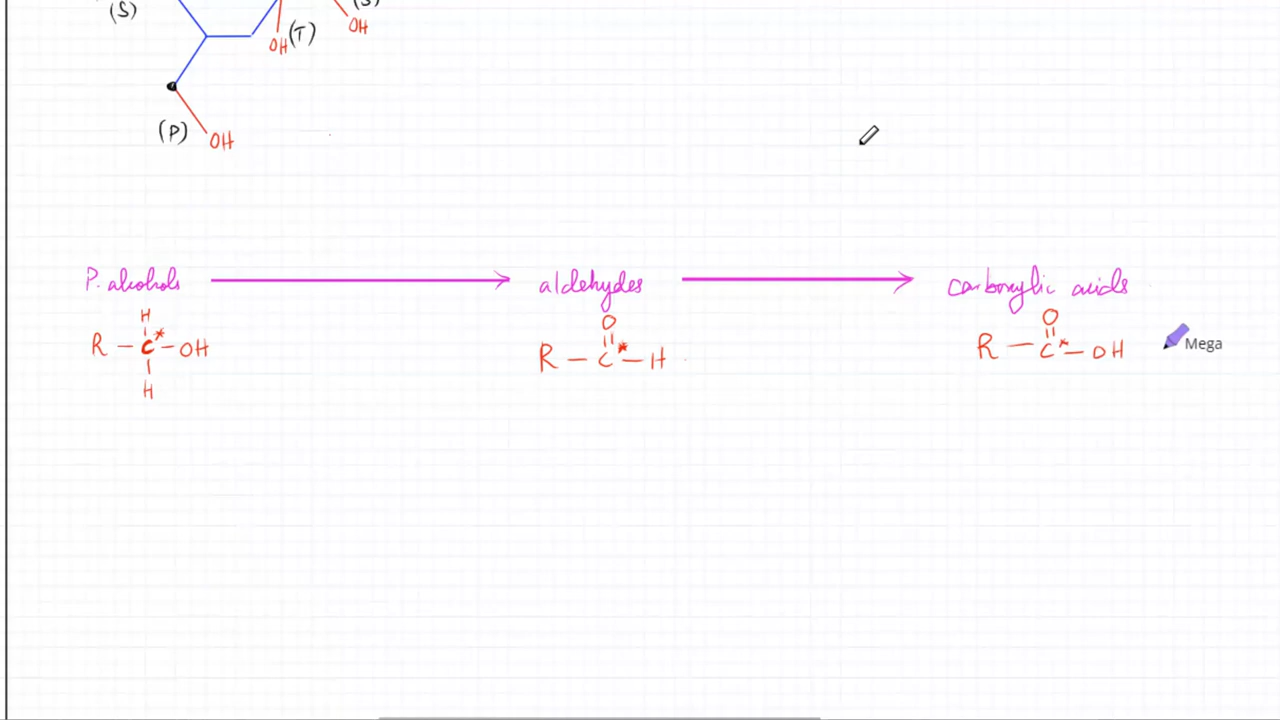 (S)
(S)
OH
OH (T)
(P) OH
P. alcohols
aldehydes
carboxylic acids
H
R - C* - OH
H
O
R - C* - H
O
R - C* - OH
Mega